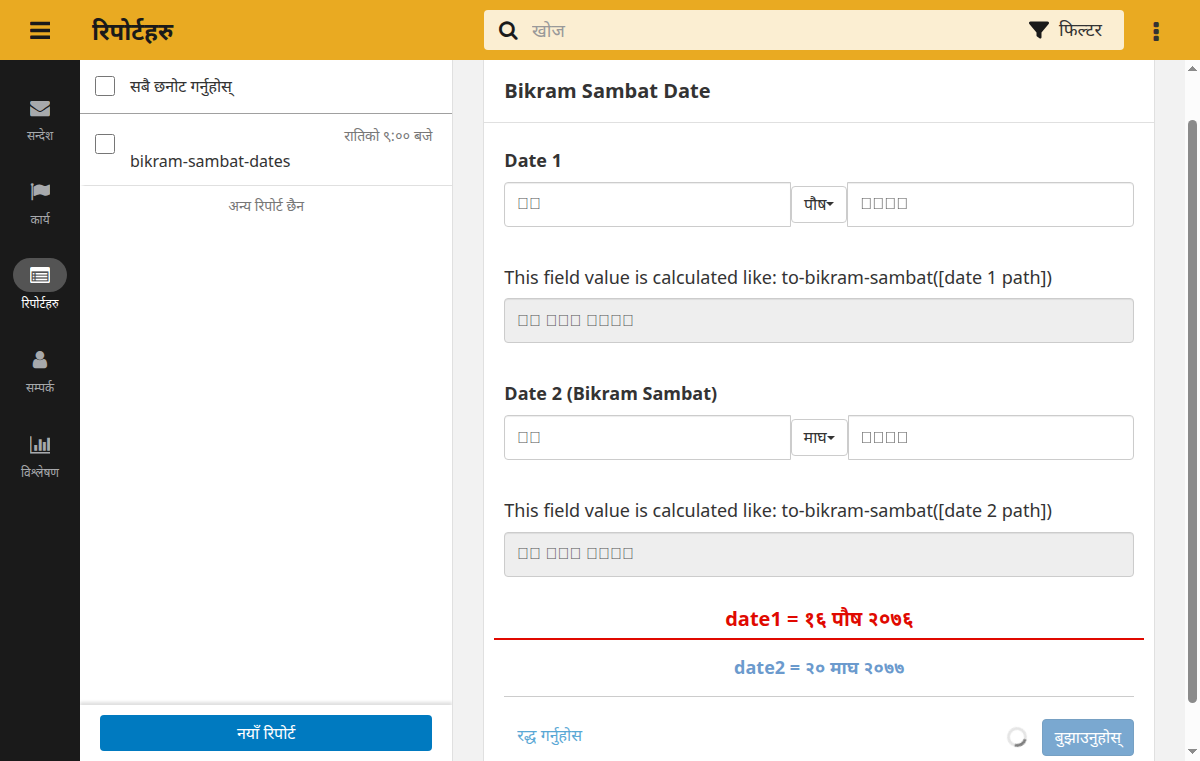 रिपोर्टहरु
खोज
फिल्टर
सन्देश
कार्य
रिपोर्टहरु
सम्पर्क
विश्लेषण
सबै छनोट गर्नुहोस्
रातिको ९:०० बजे
bikram-sambat-dates
अन्य रिपोर्ट छैन
नयाँ रिपोर्ट
Bikram Sambat Date
Date 1
पौष
This field value is calculated like: to-bikram-sambat([date 1 path])
Date 2 (Bikram Sambat)
माघ
This field value is calculated like: to-bikram-sambat([date 2 path])
date1 = १६ पौष २०७६
date2 = २० माघ २०७७
रद्ध गर्नुहोस
बुझाउनुहोस्